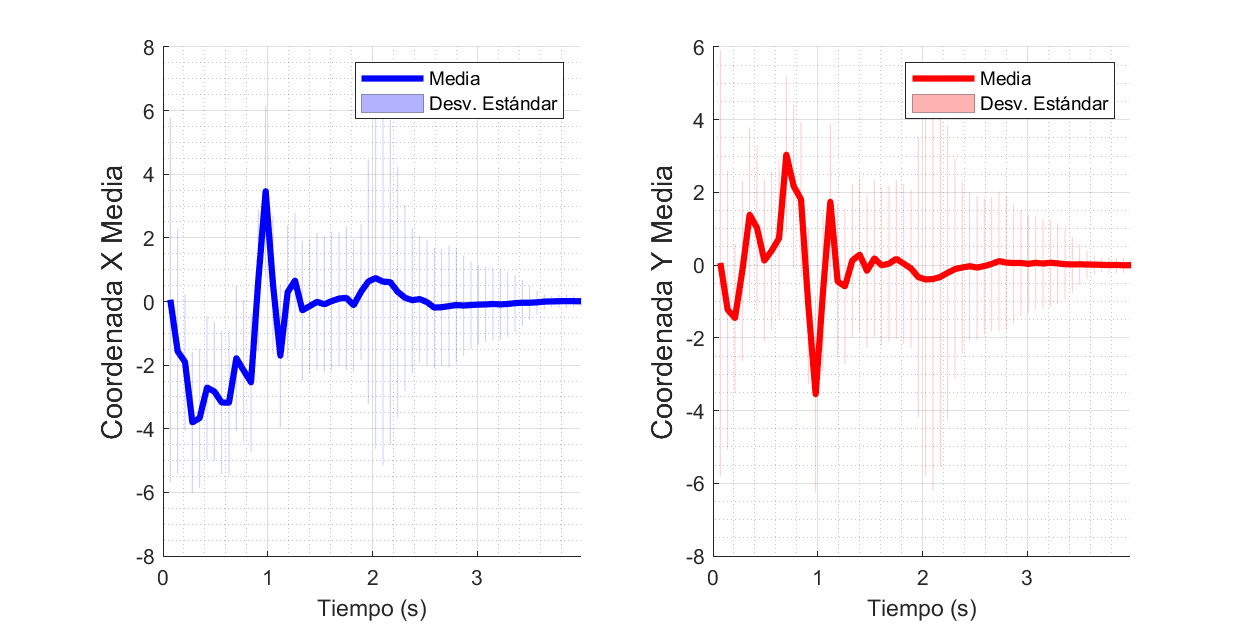 8
6
4
2
0
-2
-4
-6
-8
0 1 2 3
Coordenada X Media
Tiempo (s)
Media
Desv. Estándar
6
4
2
0
-2
-4
-6
-8
0 1 2 3
Coordenada Y Media
Tiempo (s)
Media
Desv. Estándar